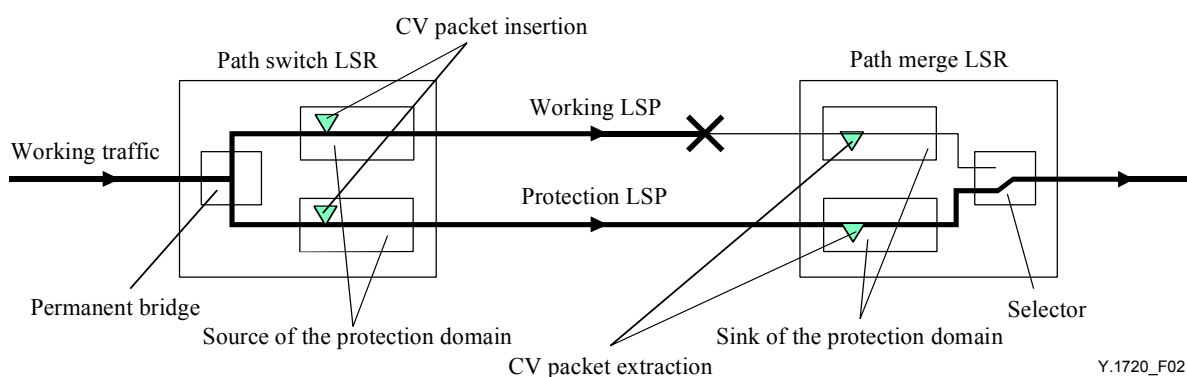 CV packet insertion
Path switch LSR
Path merge LSR
Working LSP
Working traffic
Protection LSP
Permanent bridge
Source of the protection domain
Sink of the protection domain
Selector
CV packet extraction
Y.1720_F02